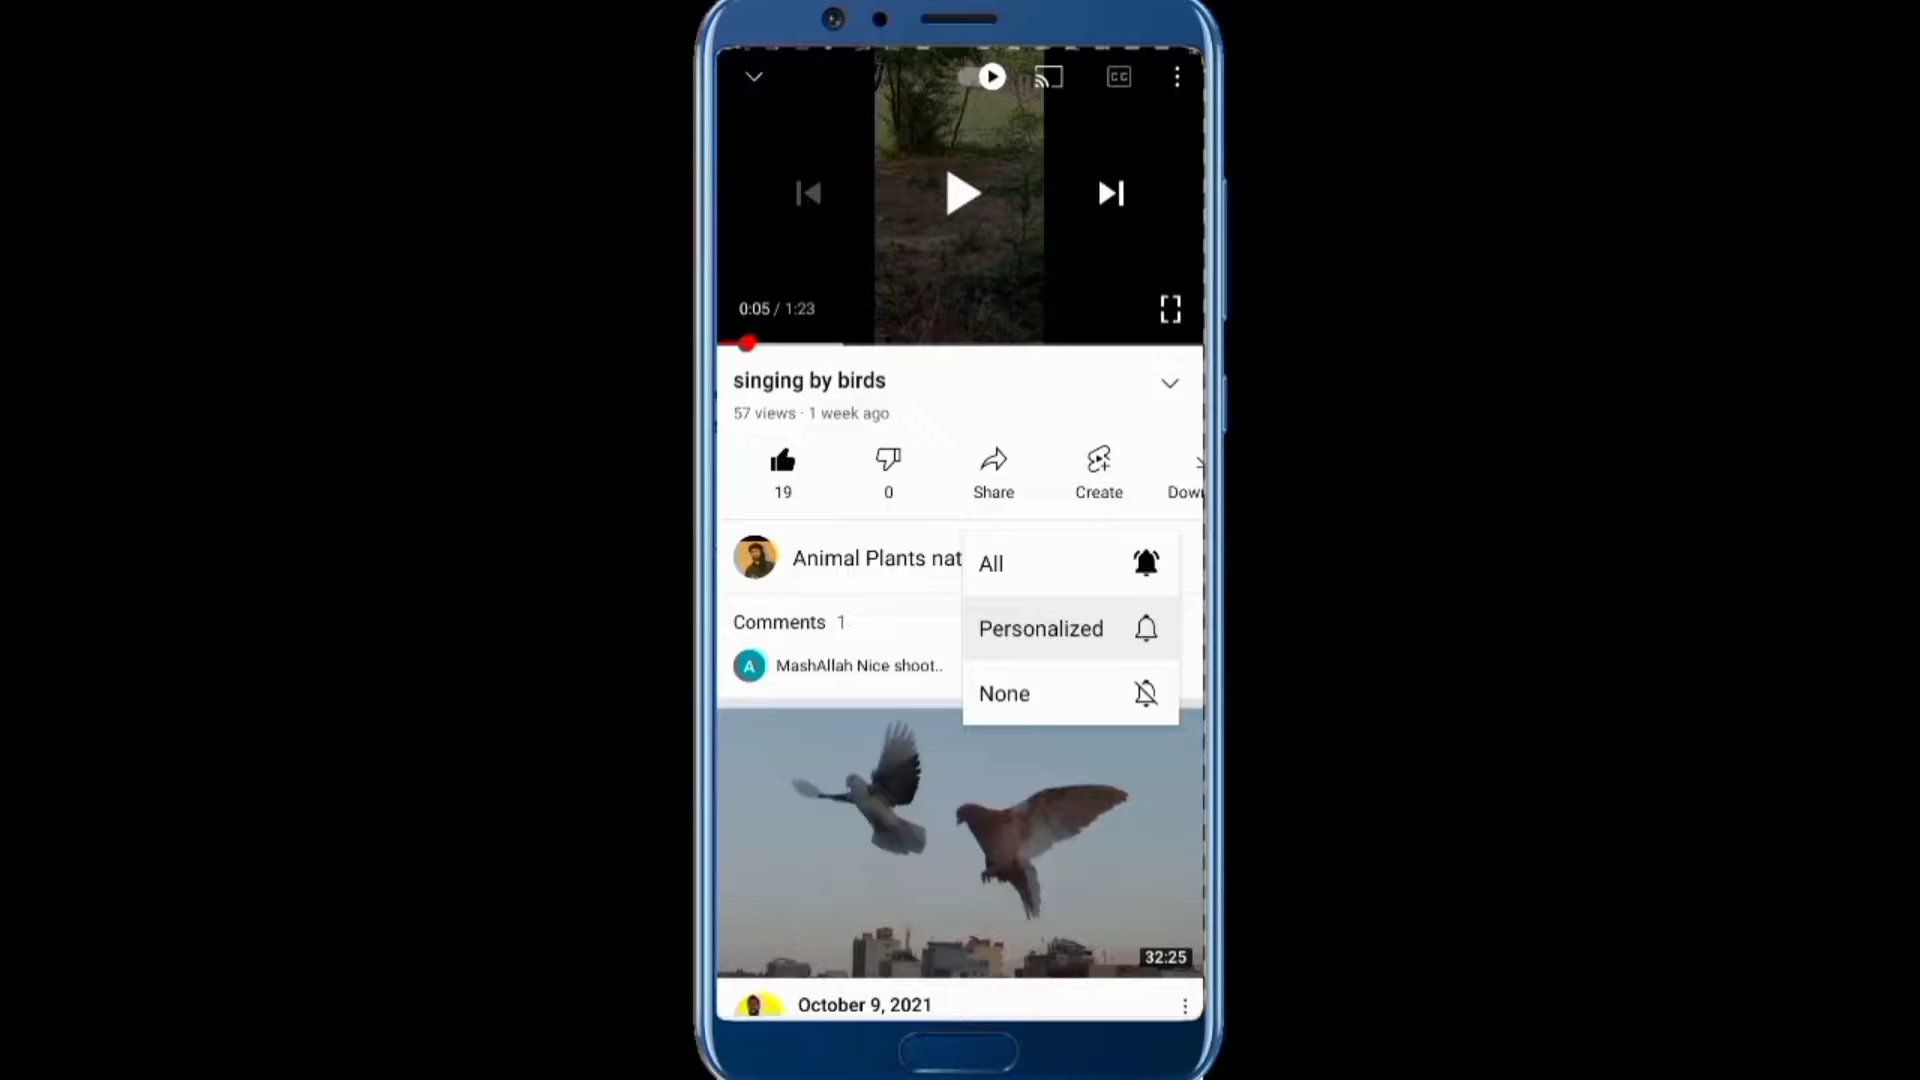 CC
0:05 / 1:23
singing by birds
57 views · 1 week ago
19
0
Share
Create
Dow
Animal Plants nat
All
Personalized
None
Comments 1
A
MashAllah Nice shoot..
32:25
October 9, 2021